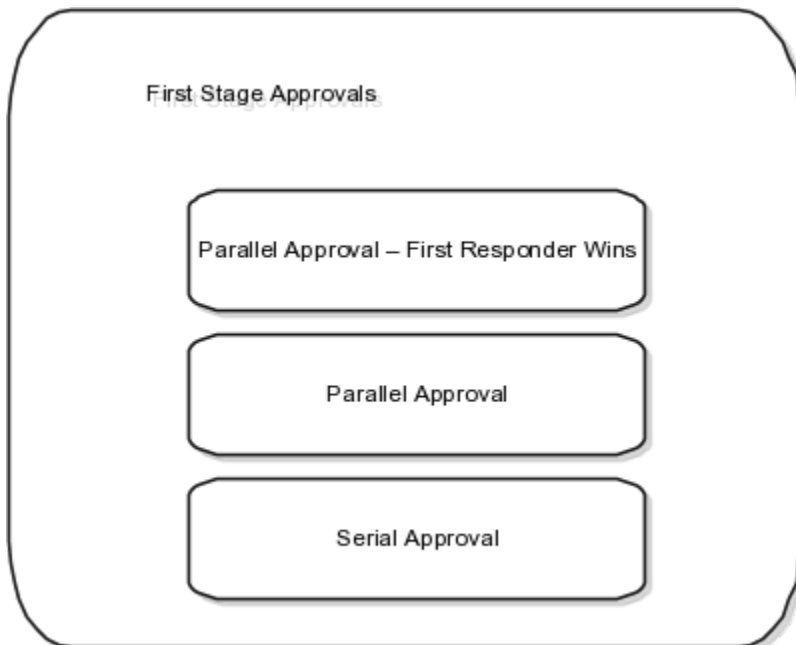 First Stage Approvals
Parallel Approval – First Responder Wins
Parallel Approval
Serial Approval